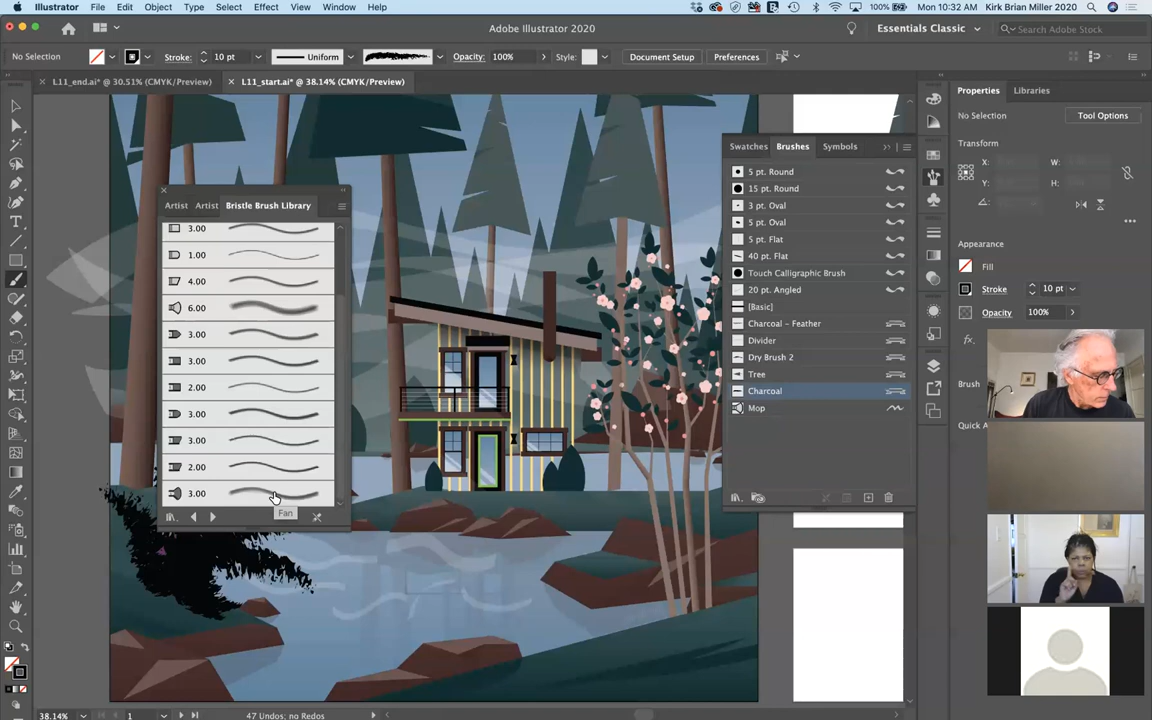 Illustrator File Edit Object Type Select Effect View Window Help 100% Mon 10:32 AM Kirk Brian Miller 2020
Adobe Illustrator 2020
Essentials Classic
Search Adobe Stock
No Selection Stroke: 10 pt Uniform Opacity: 100% Style: Document Setup Preferences
L11_end.ai* @ 30.51% (CMYK/Preview)
L11_start.ai* @ 38.14% (CMYK/Preview)
Artist Artist Bristle Brush Library
3.00
1.00
4.00
6.00
3.00
3.00
2.00
3.00
3.00
2.00
3.00
Fan
Swatches Brushes Symbols
5 pt. Round
15 pt. Round
3 pt. Oval
5 pt. Oval
5 pt. Flat
40 pt. Flat
Touch Calligraphic Brush
20 pt. Angled
[Basic]
Charcoal - Feather
Divider
Dry Brush 2
Tree
Charcoal
Mop
Properties Libraries
No Selection Tool Options
Transform
X: W:
Y: H:
Appearance
Fill
Stroke 10 pt
Opacity 100%
fx.
Brush
Quick A
38.14% 1 47 Undos; no Redos